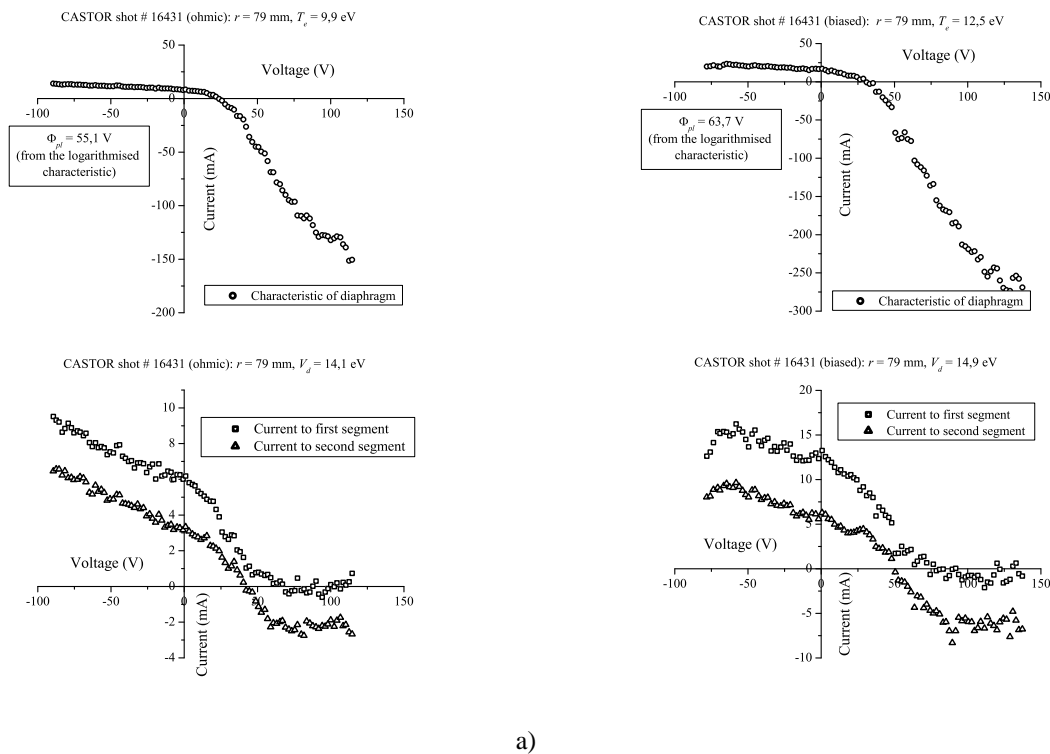 CASTOR shot # 16431 (ohmic): r = 79 mm, Te = 9,9 eV
50
Voltage (V)
0
-100
-50
0
50
100
150
Φpl = 55,1 V
(from the logarithmised
characteristic)
-50
Current (mA)
-100
-150
Characteristic of diaphragm
-200
CASTOR shot # 16431 (biased): r = 79 mm, Te = 12,5 eV
50
Voltage (V)
0
-100
-50
0
50
100
150
Φpl = 63,7 V
(from the logarithmised
characteristic)
-50
Current (mA)
-100
-150
-200
-250
Characteristic of diaphragm
-300
CASTOR shot # 16431 (ohmic): r = 79 mm, Vd = 14,1 eV
10
Current to first segment
Current to second segment
8
6
4
2
Voltage (V)
0
-100
-50
0
50
100
150
-2
Current (mA)
-4
CASTOR shot # 16431 (biased): r = 79 mm, Vd = 14,9 eV
20
Current to first segment
Current to second segment
15
10
5
Voltage (V)
0
-100
-50
0
50
100
150
-5
Current (mA)
-10
a)